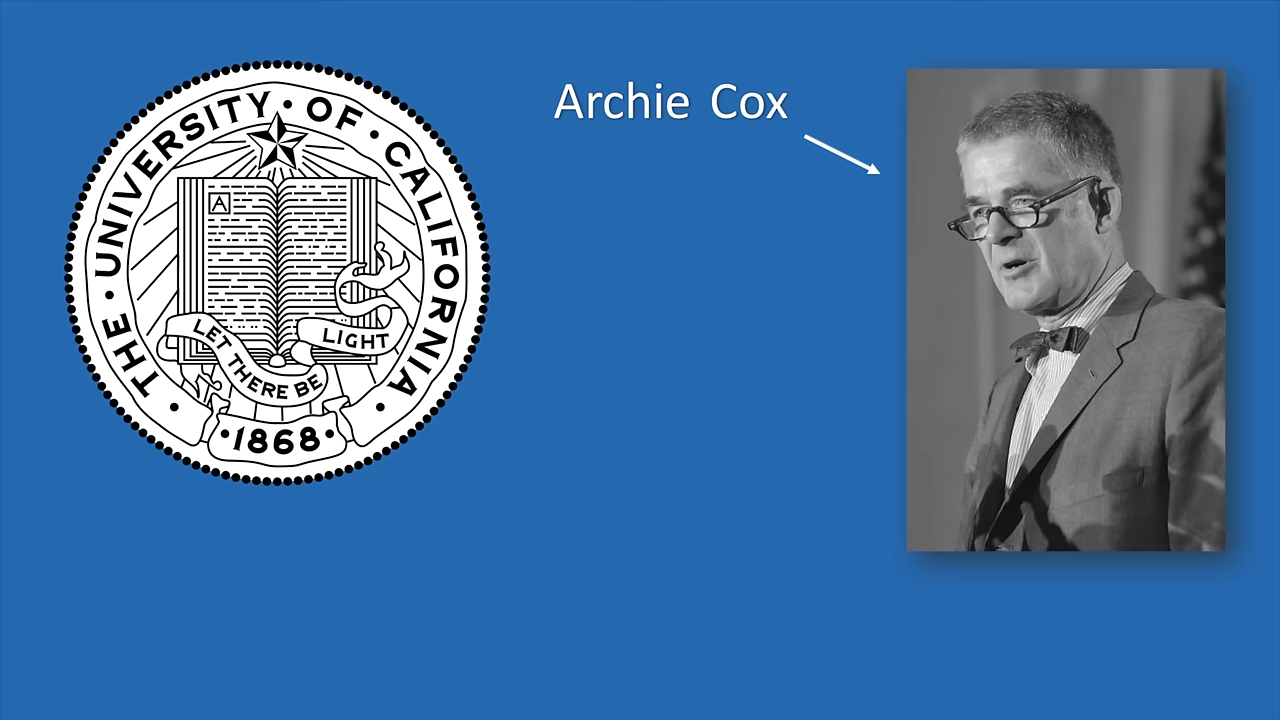 THE · UNIVERSITY · OF · CALIFORNIA
A
LET THERE BE LIGHT
·1868·
Archie Cox